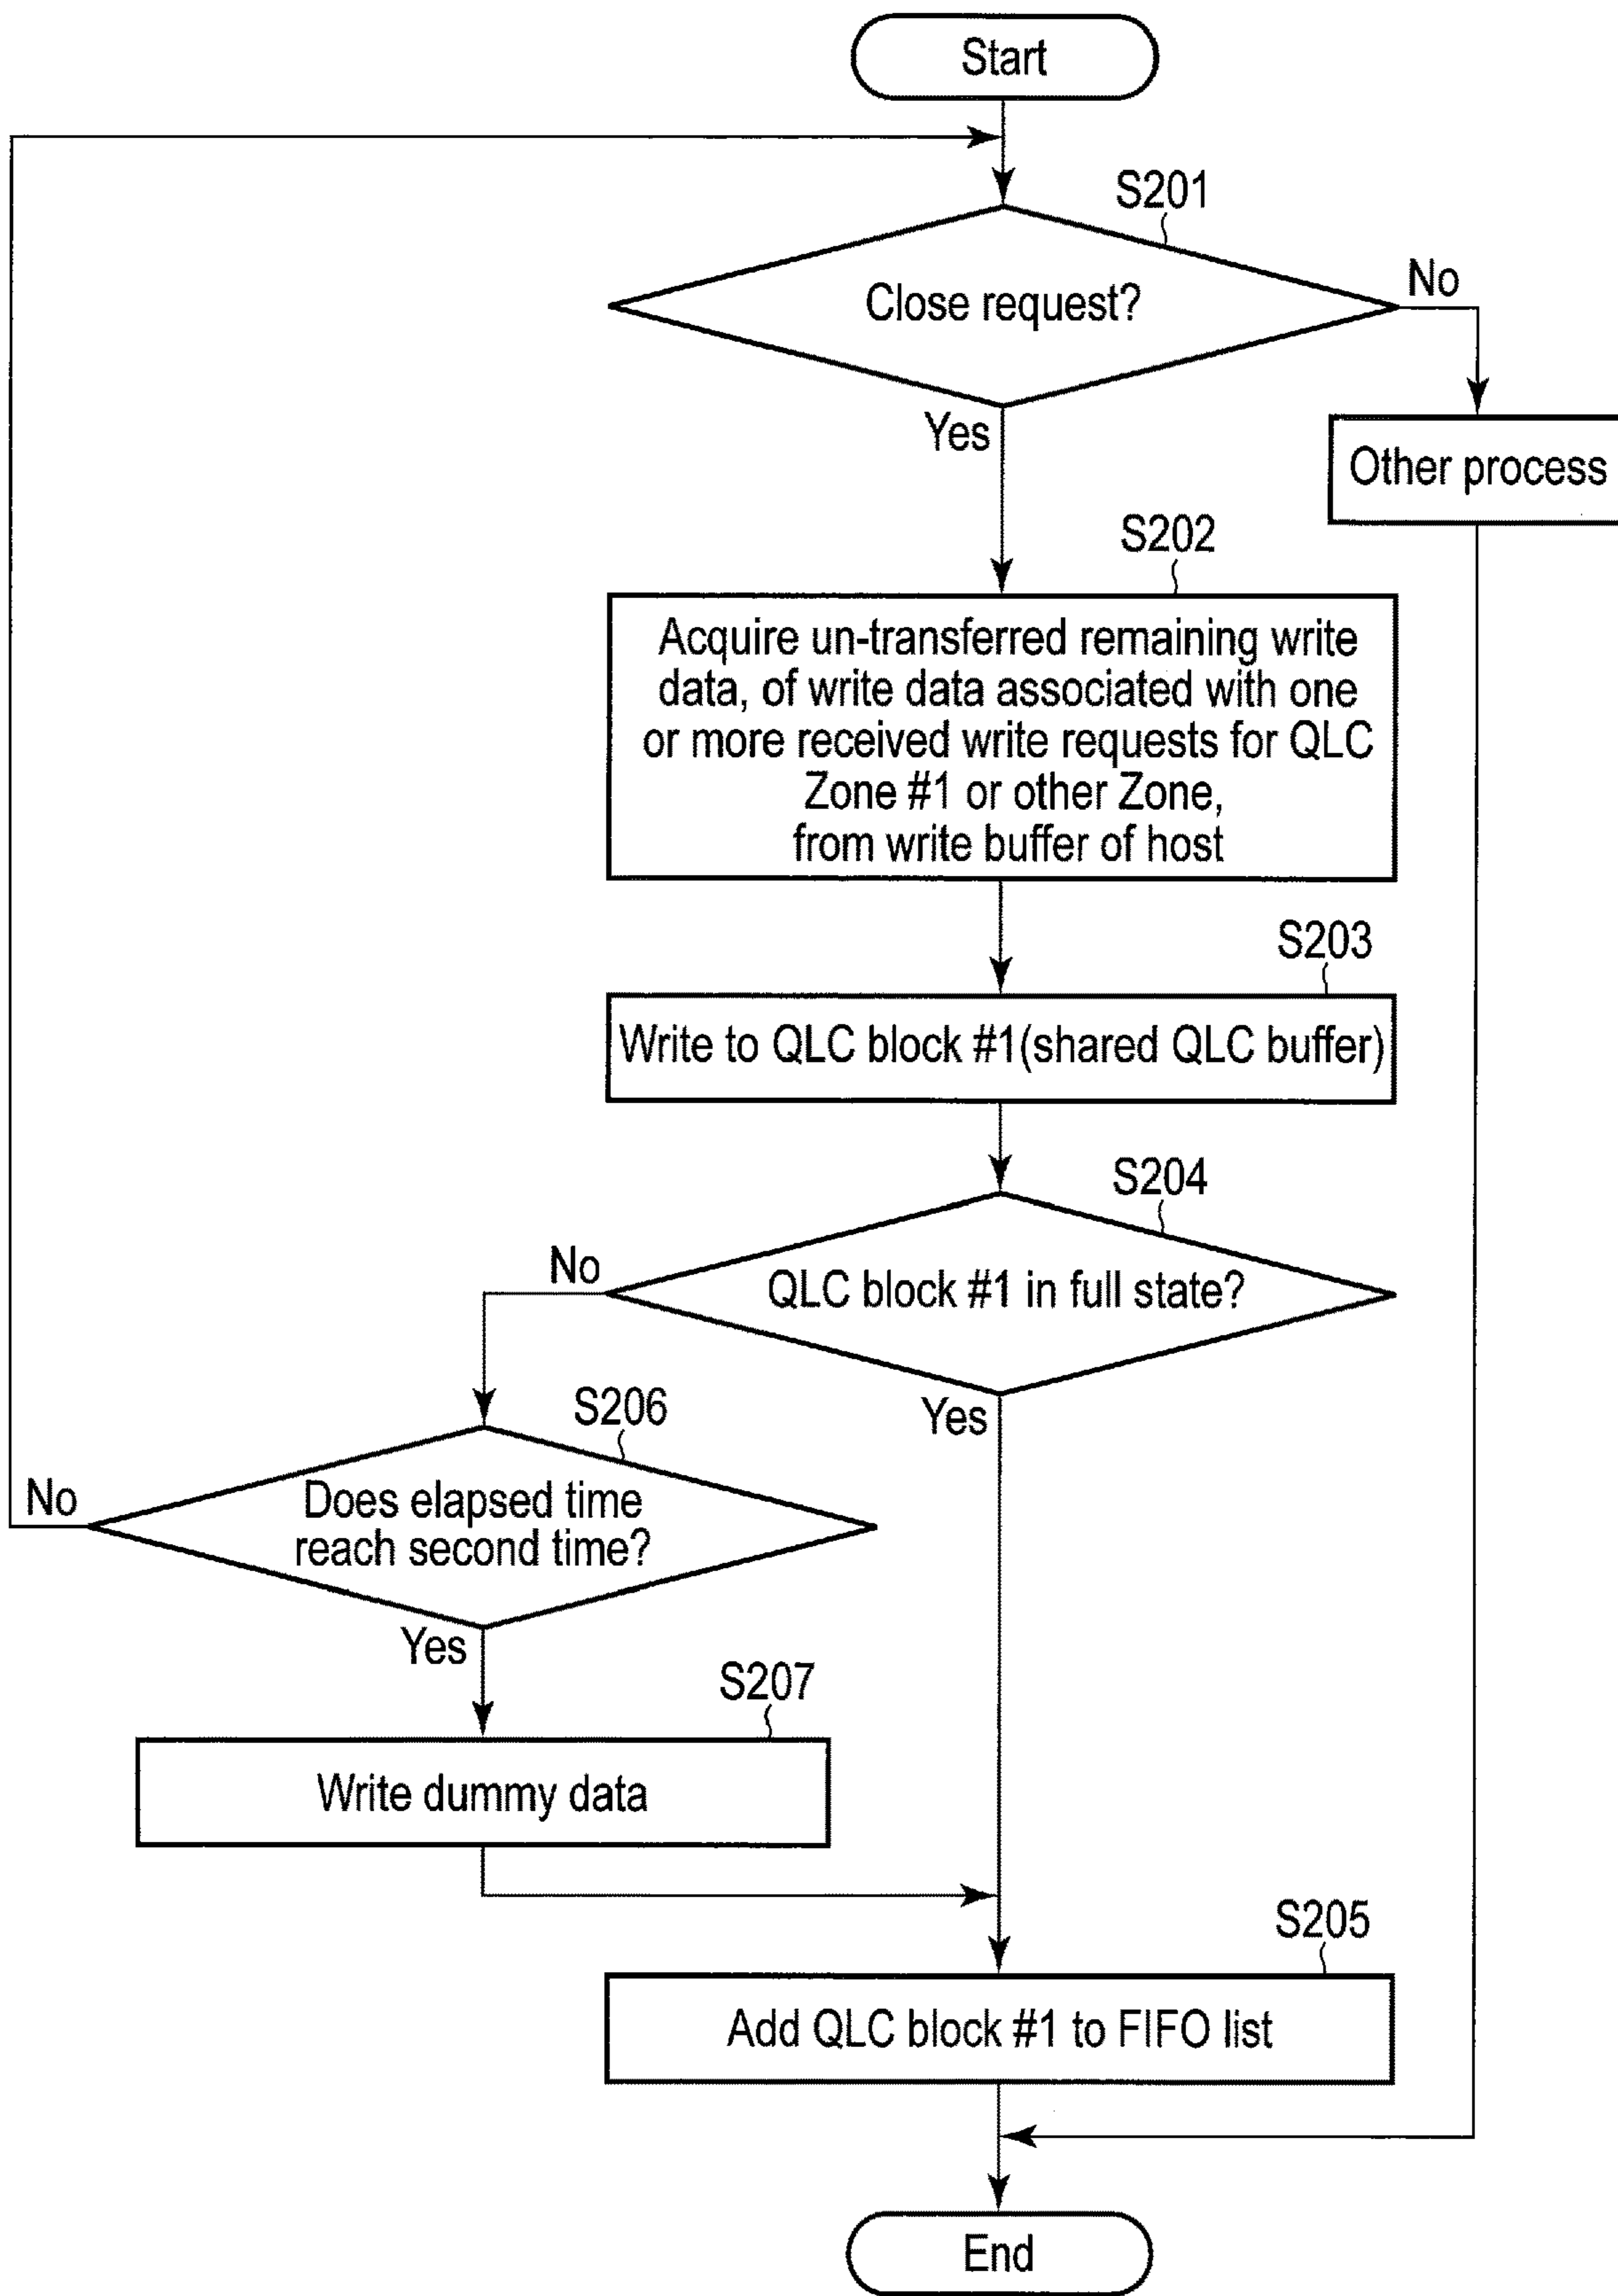 Start
S201
Close request?
No
Yes
Other process
S202
Acquire un-transferred remaining write
data, of write data associated with one
or more received write requests for QLC
Zone #1 or other Zone,
from write buffer of host
S203
Write to QLC block #1(shared QLC buffer)
S204
No
QLC block #1 in full state?
Yes
S206
No
Does elapsed time
reach second time?
Yes
S207
Write dummy data
S205
Add QLC block #1 to FIFO list
End